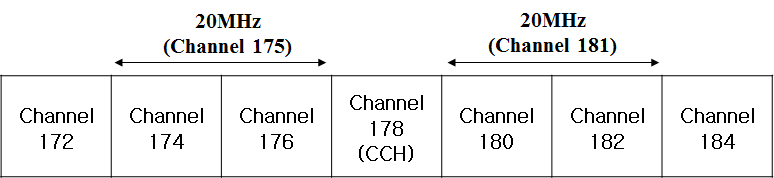 20MHz
(Channel 175)
20MHz
(Channel 181)
Channel
172
Channel
174
Channel
176
Channel
178
(CCH)
Channel
180
Channel
182
Channel
184